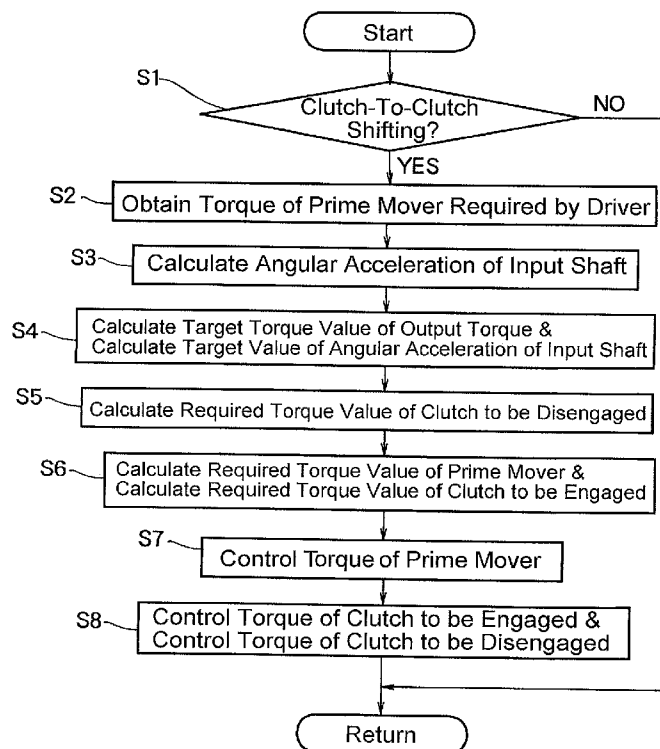 Start
S1
Clutch-To-Clutch
Shifting?
NO
YES
S2
Obtain Torque of Prime Mover Required by Driver
S3
Calculate Angular Acceleration of Input Shaft
S4
Calculate Target Torque Value of Output Torque &
Calculate Target Value of Angular Acceleration of Input Shaft
S5
Calculate Required Torque Value of Clutch to be Disengaged
S6
Calculate Required Torque Value of Prime Mover &
Calculate Required Torque Value of Clutch to be Engaged
S7
Control Torque of Prime Mover
S8
Control Torque of Clutch to be Engaged &
Control Torque of Clutch to be Disengaged
Return